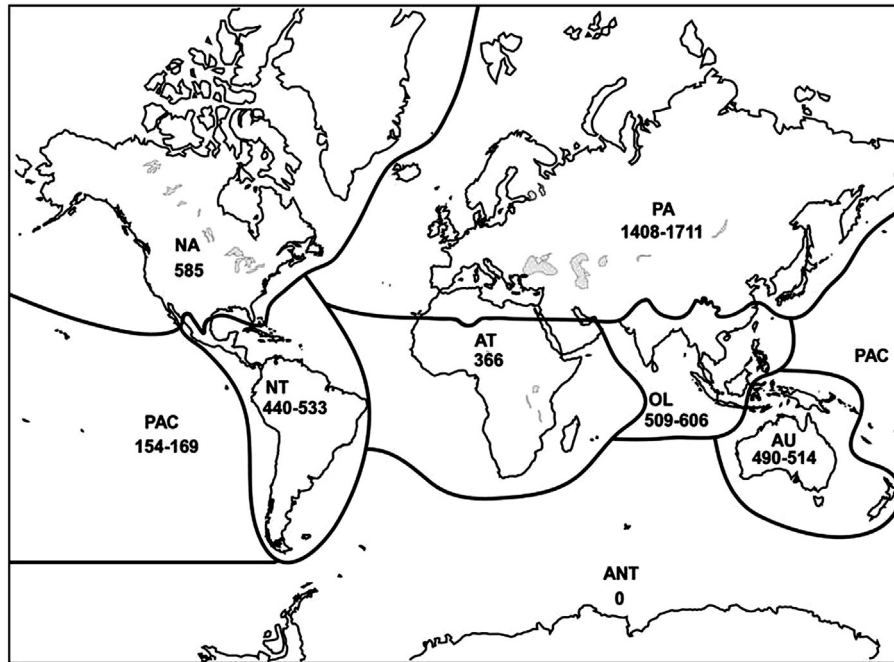 PA
1408-1711
NA
585
AT
366
PAC
NT
440-533
OL
509-606
PAC
154-169
AU
490-514
ANT
0